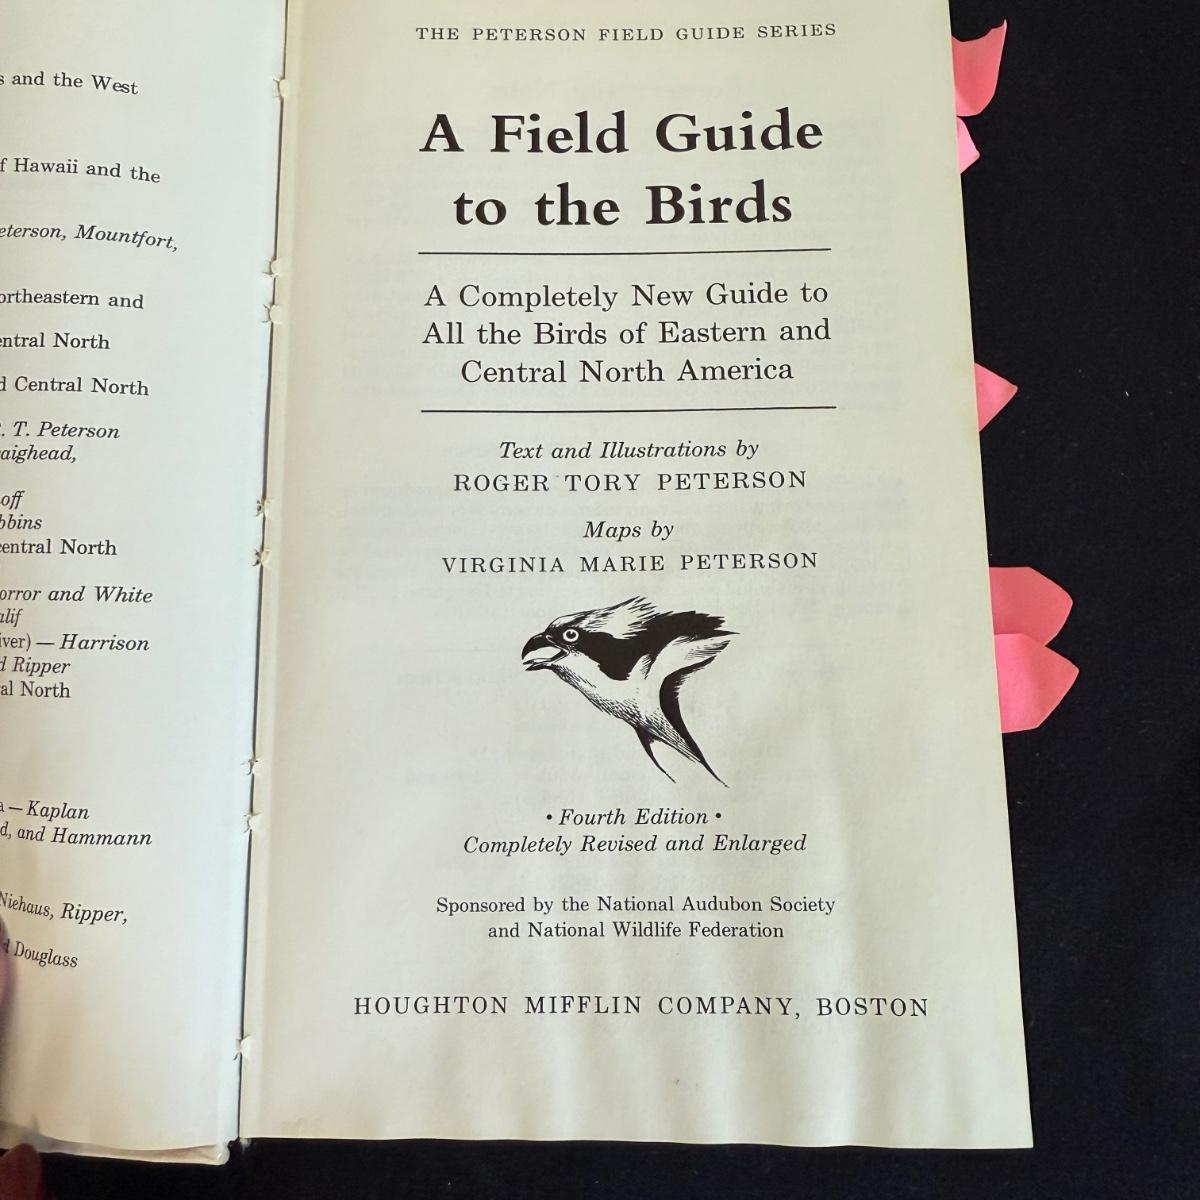 s and the West
f Hawaii and the
eterson, Mountfort,
ortheastern and
entral North
d Central North
. T. Peterson
aighead,
off
bbins
entral North
orror and White
alif
iver) — Harrison
d Ripper
al North
a — Kaplan
d, and Hammann
Niehaus, Ripper,
d Douglass
THE PETERSON FIELD GUIDE SERIES
A Field Guide
to the Birds
A Completely New Guide to
All the Birds of Eastern and
Central North America
Text and Illustrations by
ROGER TORY PETERSON
Maps by
VIRGINIA MARIE PETERSON
• Fourth Edition •
Completely Revised and Enlarged
Sponsored by the National Audubon Society
and National Wildlife Federation
HOUGHTON MIFFLIN COMPANY, BOSTON